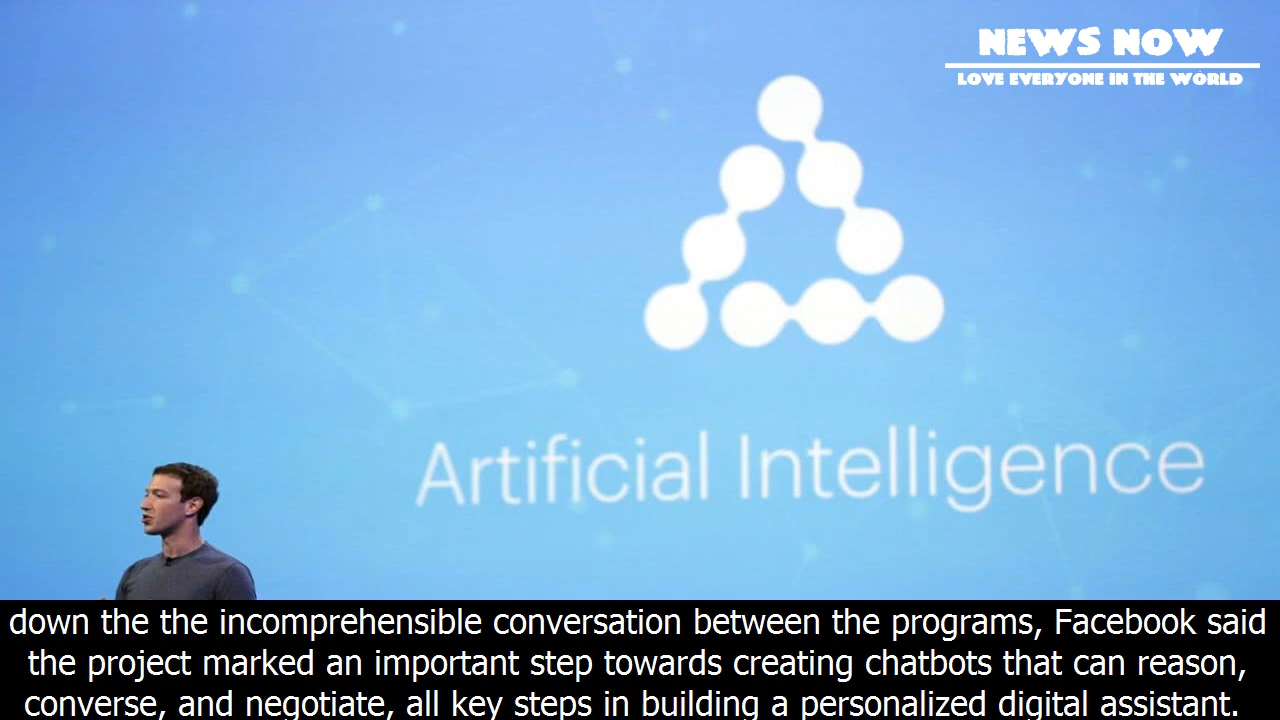 NEWS NOW
LOVE EVERYONE IN THE WORLD
Artificial Intelligence
down the the incomprehensible conversation between the programs, Facebook said
the project marked an important step towards creating chatbots that can reason,
converse, and negotiate, all key steps in building a personalized digital assistant.